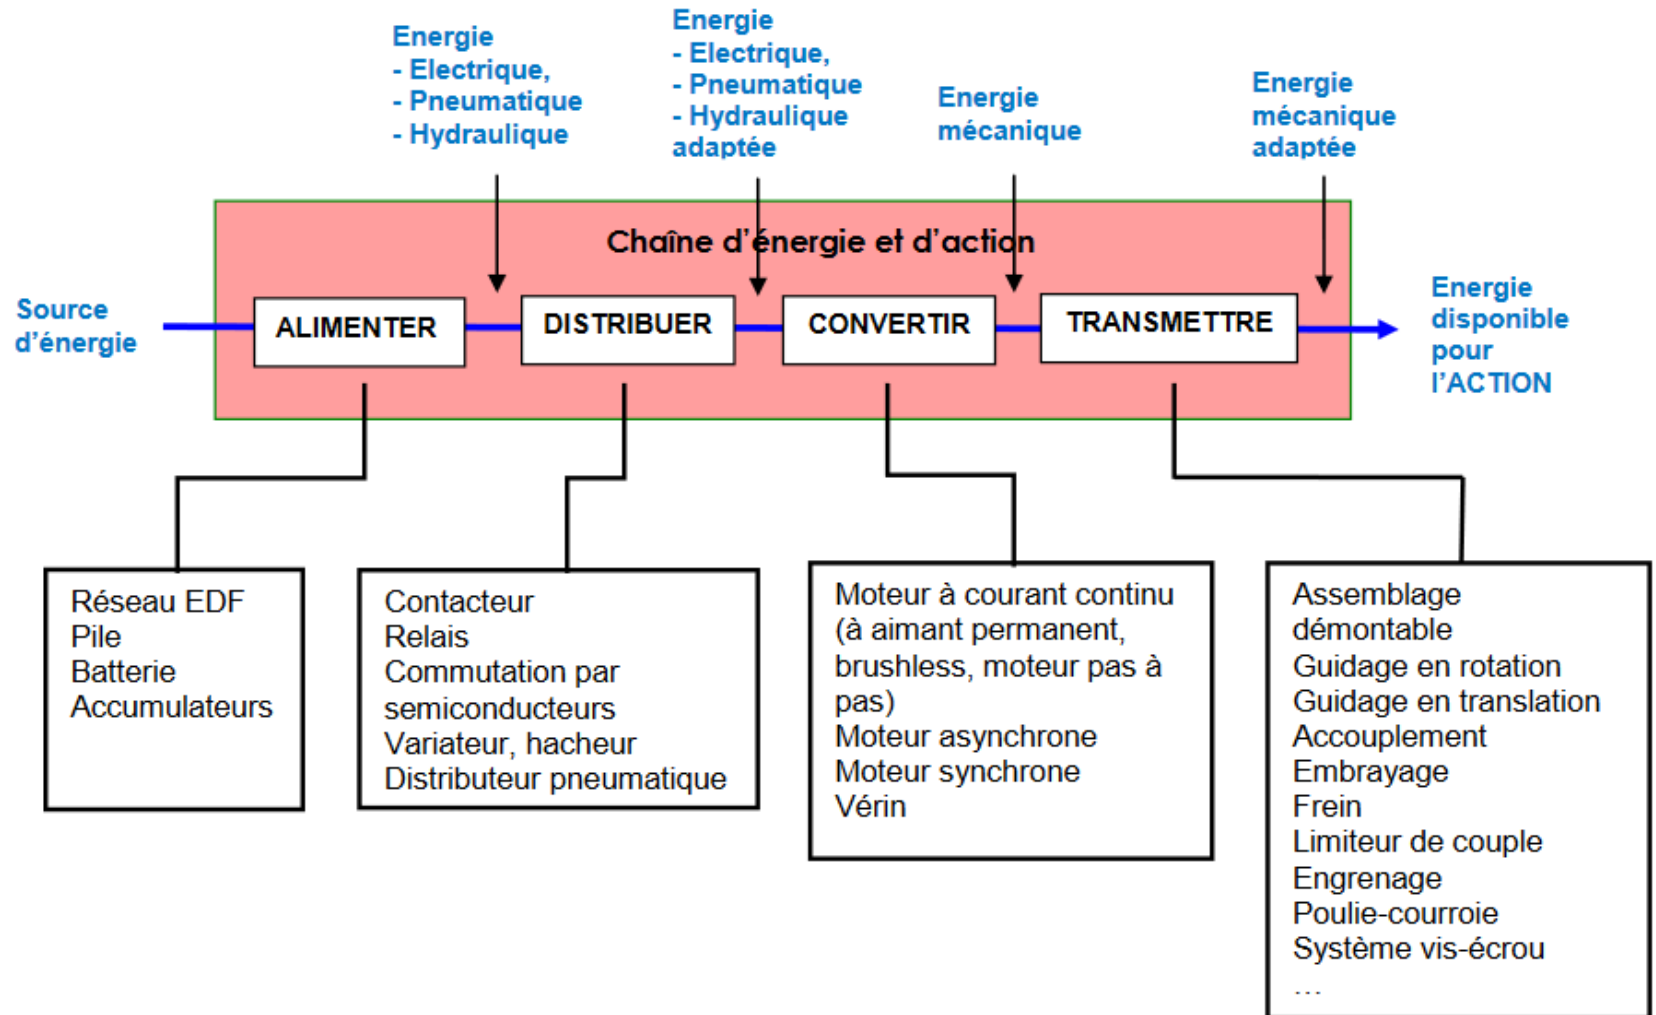 Energie
- Electrique,
- Pneumatique
- Hydraulique
Energie
- Electrique,
- Pneumatique
- Hydraulique
adaptée
Energie
mécanique
Energie
mécanique
adaptée
Chaîne d'énergie et d'action
Source
d'énergie
ALIMENTER
DISTRIBUER
CONVERTIR
TRANSMETTRE
Energie
disponible
pour
l'ACTION
Réseau EDF
Pile
Batterie
Accumulateurs
Contacteur
Relais
Commutation par
semiconducteurs
Variateur, hacheur
Distributeur pneumatique
Moteur à courant continu
(à aimant permanent,
brushless, moteur pas à
pas)
Moteur asynchrone
Moteur synchrone
Vérin
Assemblage
démontable
Guidage en rotation
Guidage en translation
Accouplement
Embrayage
Frein
Limiteur de couple
Engrenage
Poulie-courroie
Système vis-écrou
…